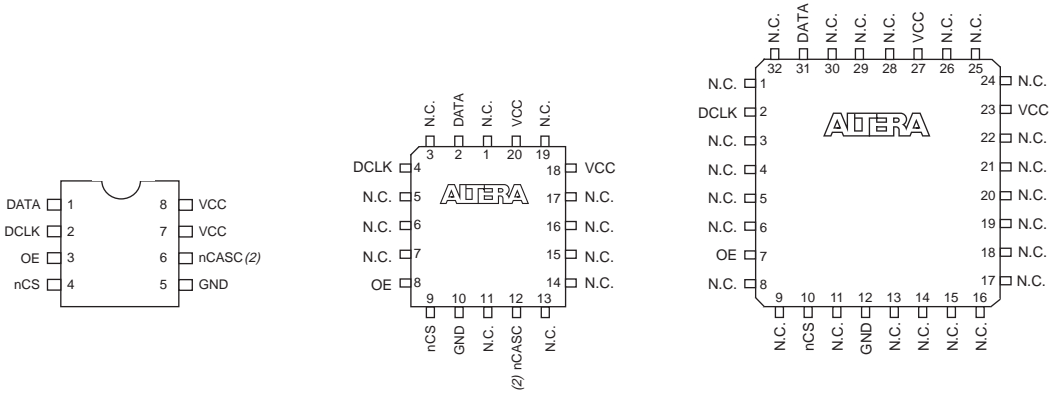 DATA 1 8 VCC
DCLK 2 7 VCC
OE 3 6 nCASC (2)
nCS 4 5 GND
N.C. DATA N.C. VCC N.C.
3 2 1 20 19
DCLK 4 18 VCC
ALTERA
N.C. 5 17 N.C.
N.C. 6 16 N.C.
N.C. 7 15 N.C.
OE 8 14 N.C.
9 10 11 12 13
nCS GND N.C. (2) nCASC N.C.
N.C. DATA N.C. N.C. N.C. VCC N.C. N.C.
32 31 30 29 28 27 26 25
N.C. 1 24 N.C.
DCLK 2 23 VCC
ALTERA
N.C. 3 22 N.C.
N.C. 4 21 N.C.
N.C. 5 20 N.C.
N.C. 6 19 N.C.
OE 7 18 N.C.
N.C. 8 17 N.C.
9 10 11 12 13 14 15 16
N.C. nCS N.C. GND N.C. N.C. N.C. N.C.